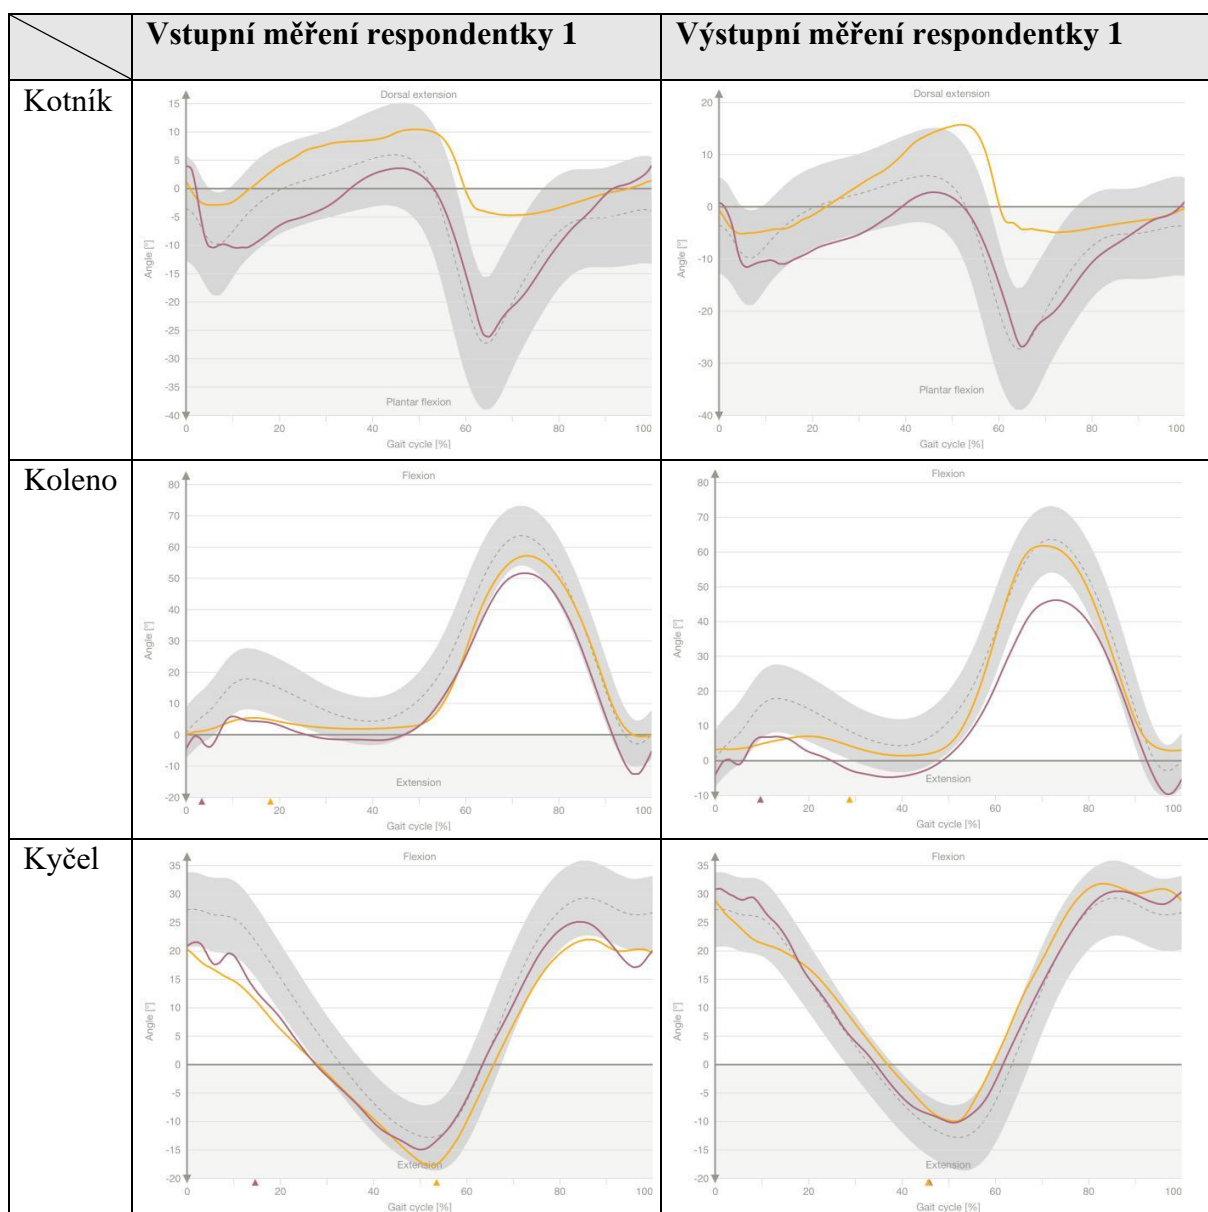 Vstupní měření respondentky 1
Výstupní měření respondentky 1
Kotník
Dorsal extension
15
10
5
0
-5
-10
-15
-20
-25
-30
-35
-40
Angle [°]
Plantar flexion
0 20 40 60 80 100
Gait cycle [%]
Dorsal extension
20
10
0
-10
-20
-30
-40
Angle [°]
Plantar flexion
0 20 40 60 80 100
Gait cycle [%]
Koleno
Flexion
80
70
60
50
40
30
20
10
0
-10
-20
Angle [°]
Extension
0 20 40 60 80 100
Gait cycle [%]
Flexion
80
70
60
50
40
30
20
10
0
-10
Angle [°]
Extension
0 20 40 60 80 100
Gait cycle [%]
Kyčel
Flexion
35
30
25
20
15
10
5
0
-5
-10
-15
-20
Angle [°]
Extension
0 20 40 60 80 100
Gait cycle [%]
Flexion
35
30
25
20
15
10
5
0
-5
-10
-15
-20
Angle [°]
Extension
0 20 40 60 80 100
Gait cycle [%]